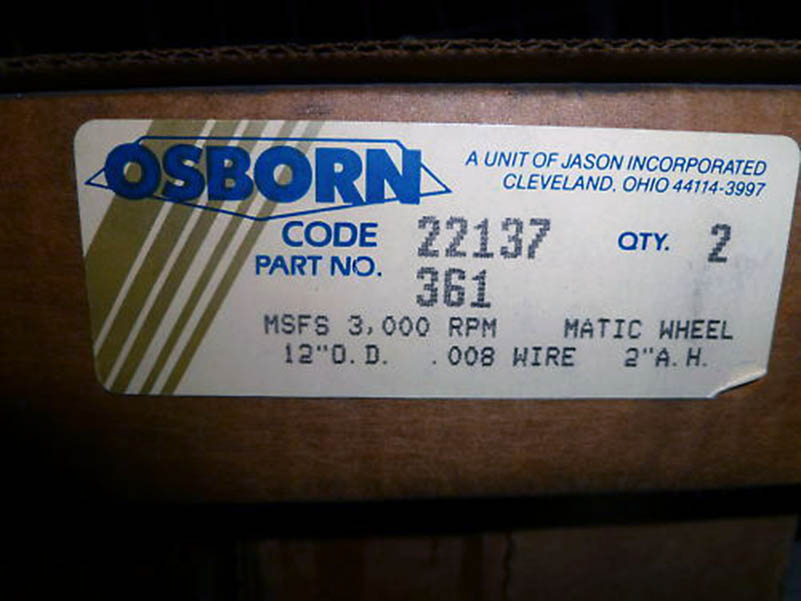 OSBORN
A UNIT OF JASON INCORPORATED
CLEVELAND, OHIO 44114-3997
CODE 22137 QTY. 2
PART NO. 361
MSFS 3,000 RPM MATIC WHEEL
12"O.D. .008 WIRE 2"A.H.